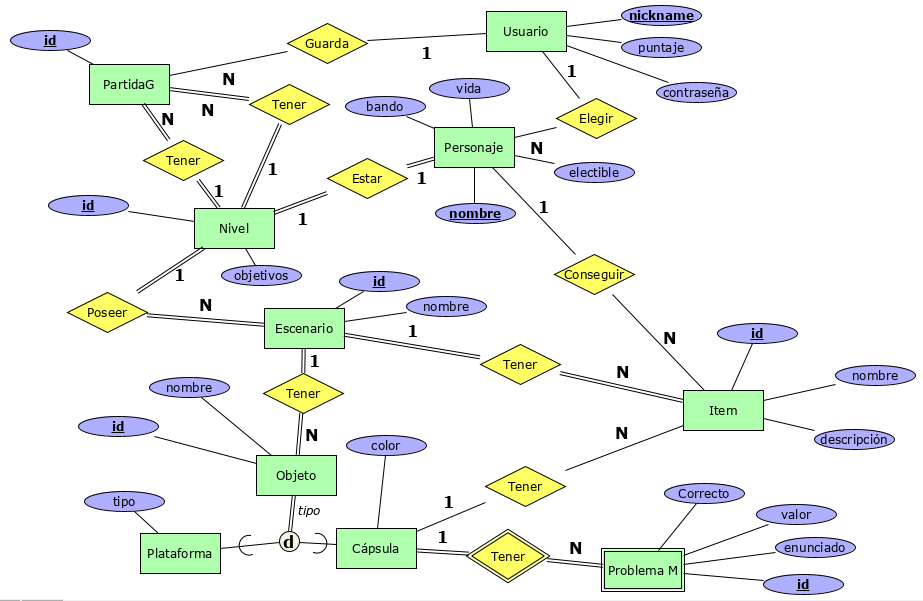 nickname
Usuario
id
Guarda
puntaje
1
PartidaG
N
1
vida
contraseña
N
Tener
bando
Elegir
N
Personaje
N
Tener
1
electible
Estar
1
1
id
1
nombre
1
Nivel
objetivos
1
Conseguir
id
N
nombre
Poseer
Escenario
1
id
1
N
Tener
N
nombre
nombre
Tener
Item
id
N
N
descripción
color
Objeto
Tener
Correcto
tipo
1
tipo
valor
d
1
Plataforma
Cápsula
N
enunciado
Tener
Problema M
id